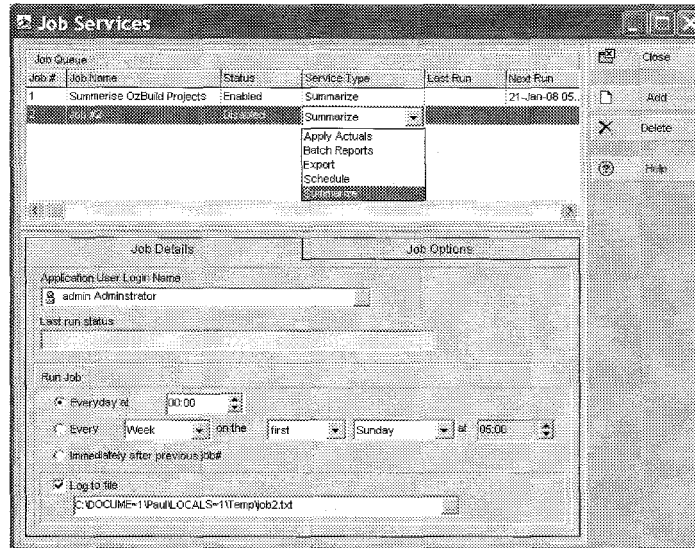 Job Services
Job Queue
Job # Job Name Status Service Type Last Run Next Run
1 Summerise OzBuild Projects Enabled Summarize 21-Jan-08 05..
2 Job #2 Disabled Summarize
Apply Actuals
Batch Reports
Export
Schedule
Summarize
Close
Add
Delete
Help
Job Details Job Options
Application User Login Name
admin Adminstrator
Last run status
Run Job
Everyday at 00:00
Every Week on the first Sunday at 05:00
Immediately after previous job#
Log to file
C:\DOCUME~1\Paul\LOCALS~1\Temp\job2.txt